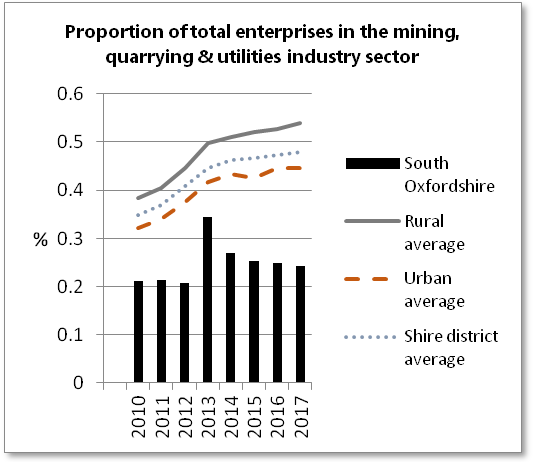 Proportion of total enterprises in the mining,
quarrying & utilities industry sector
0.6
0.5
0.4
0.3
0.2
0.1
0
%
2010
2011
2012
2013
2014
2015
2016
2017
South
Oxfordshire
Rural
average
Urban
average
Shire district
average